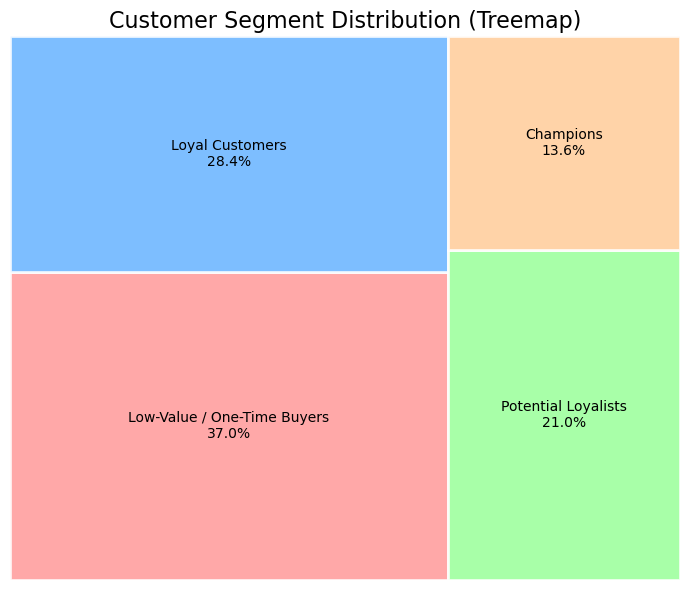 Customer Segment Distribution (Treemap)
Loyal Customers
28.4%
Champions
13.6%
Low-Value / One-Time Buyers
37.0%
Potential Loyalists
21.0%